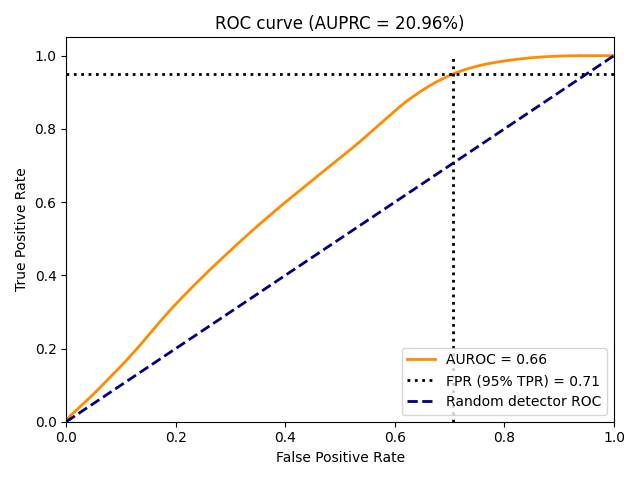 ROC curve (AUPRC = 20.96%)
1.0
0.8
0.6
0.4
0.2
0.0
True Positive Rate
AUROC = 0.66
FPR (95% TPR) = 0.71
Random detector ROC
0.0 0.2 0.4 0.6 0.8 1.0
False Positive Rate